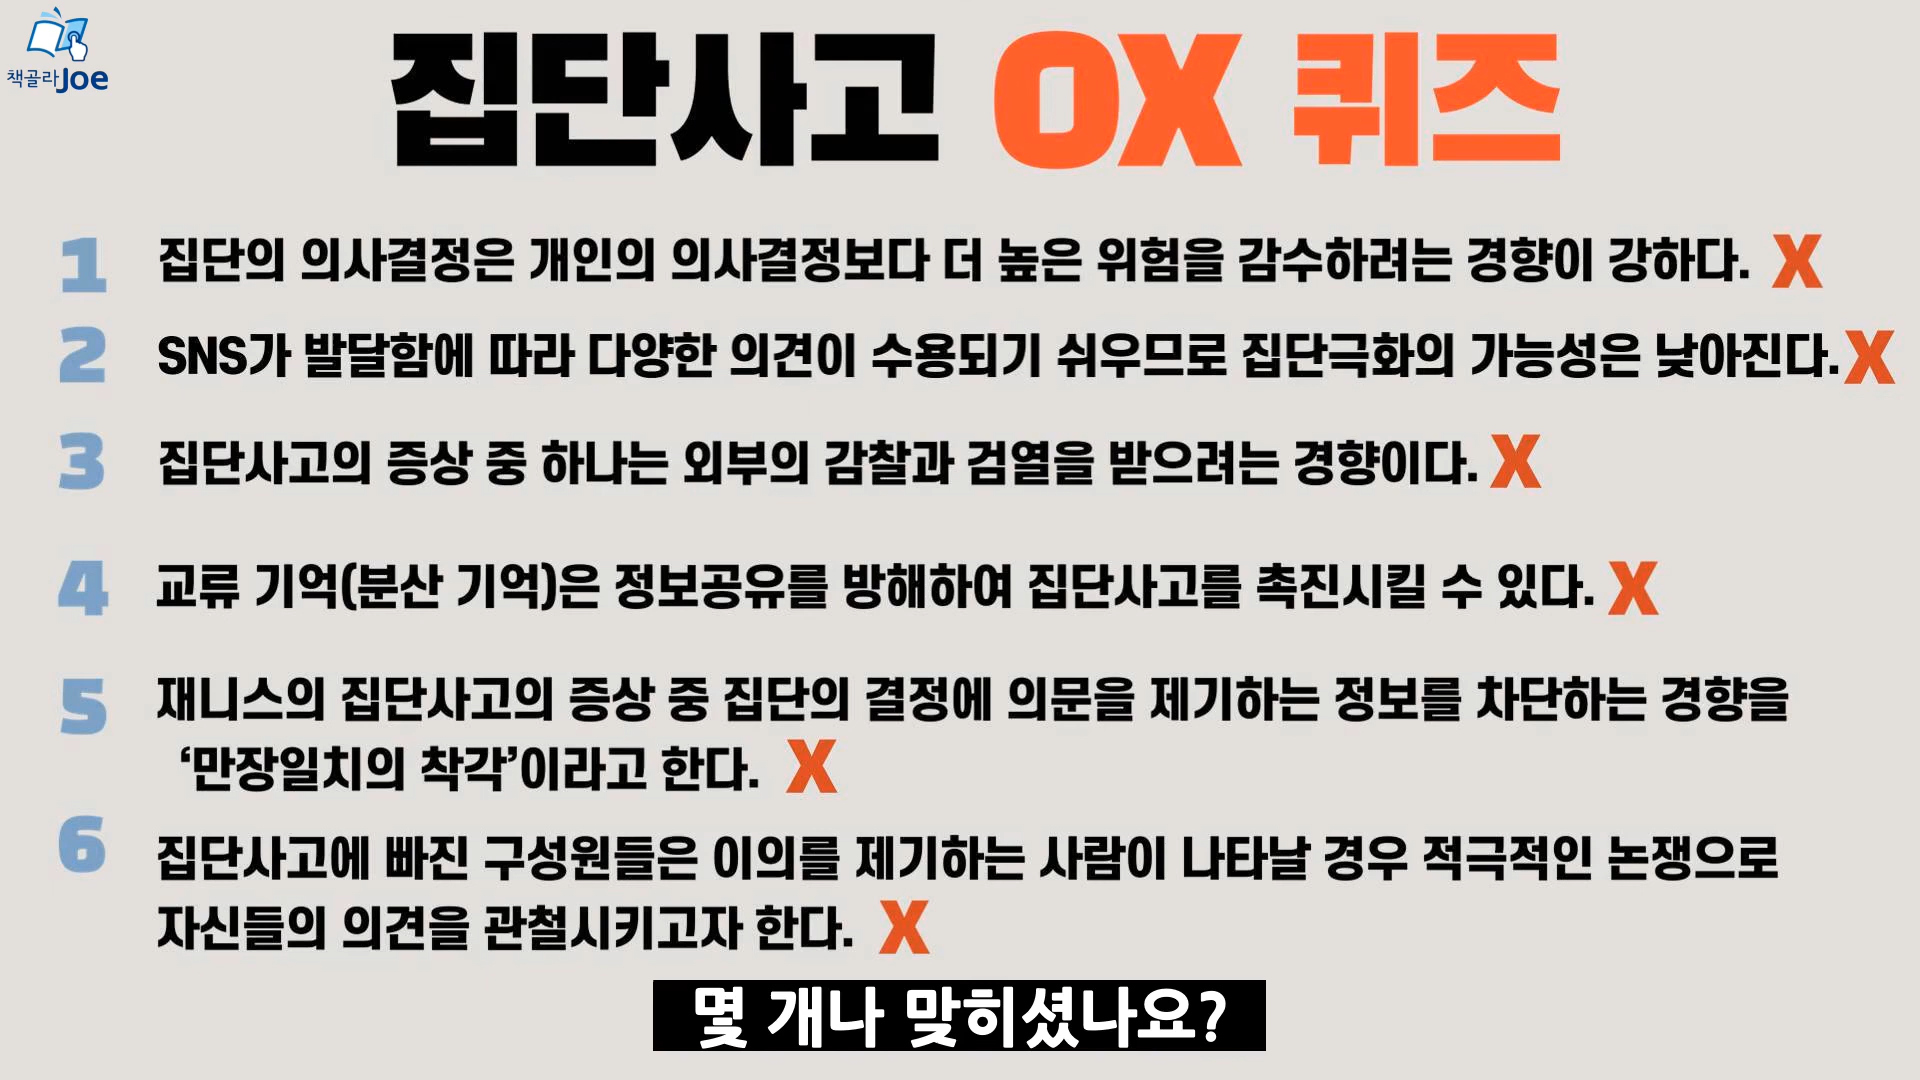 책골라Joe
집단사고 OX 퀴즈
1 집단의 의사결정은 개인의 의사결정보다 더 높은 위험을 감수하려는 경향이 강하다. X
2 SNS가 발달함에 따라 다양한 의견이 수용되기 쉬우므로 집단극화의 가능성은 낮아진다. X
3 집단사고의 증상 중 하나는 외부의 감찰과 검열을 받으려는 경향이다. X
4 교류 기억(분산 기억)은 정보공유를 방해하여 집단사고를 촉진시킬 수 있다. X
5 재니스의 집단사고의 증상 중 집단의 결정에 의문을 제기하는 정보를 차단하는 경향을
‘만장일치의 착각’이라고 한다. X
6 집단사고에 빠진 구성원들은 이의를 제기하는 사람이 나타날 경우 적극적인 논쟁으로
자신들의 의견을 관철시키고자 한다. X
몇 개나 맞히셨나요?